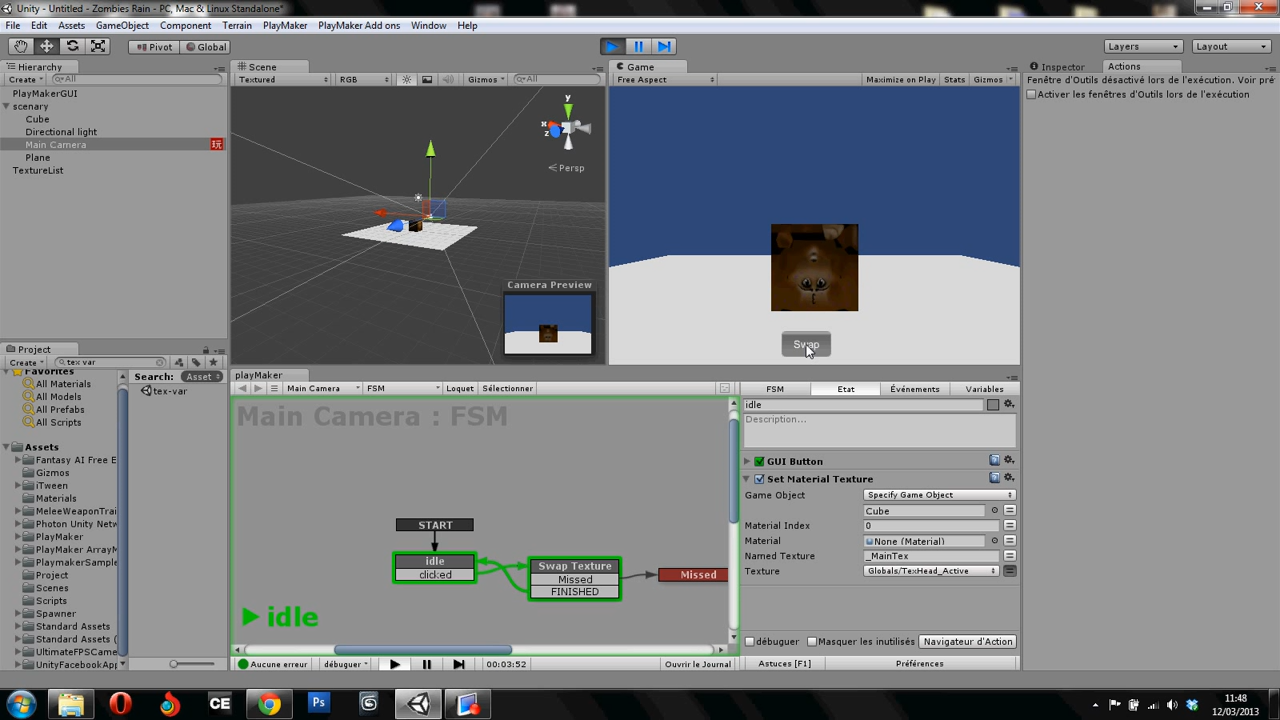 Unity - Untitled - Zombies Rain - PC, Mac & Linux Standalone*
File Edit Assets GameObject Component Terrain PlayMaker PlayMaker Add ons Window Help
Pivot Global Layers Layout
Hierarchy
Create All
PlayMakerGUI
scenary
Cube
Directional light
Main Camera
Plane
TextureList
Scene
Textured RGB Gizmos All
y
x
z
Persp
Camera Preview
Game
Free Aspect Maximize on Play Stats Gizmos
Swap
Inspector Actions
Fenêtre d'Outils désactivé lors de l'exécution. Voir pré
Activer les fenêtres d'Outils lors de l'exécution
Project
Create tex var
Favorites
All Materials
All Models
All Prefabs
All Scripts
Assets
Fantasy AI Free E
Gizmos
iTween
Materials
MeleeWeaponTrai
Photon Unity Netw
PlayMaker
PlayMaker ArrayM
PlaymakerSample
Project
Scenes
Scripts
Spawner
Standard Assets
Standard Assets (
UltimateFPSCame
UnityFacebookApp
Search: Asset
tex-var
playMaker
Main Camera FSM Loquet Sélectionner
Main Camera : FSM
START
idle
clicked
Swap Texture
Missed
FINISHED
Missed
idle
Aucune erreur débuguer 00:03:52 Ouvrir le Journal
FSM Etat Événements Variables
idle
Description...
GUI Button
Set Material Texture
Game Object Specify Game Object
Cube
Material Index 0
Material None (Material)
Named Texture _MainTex
Texture Globals/TexHead_Active
débuguer Masquer les inutilisés Navigateur d'Action
Astuces [F1] Préférences
CE Ps
11:48
12/03/2013